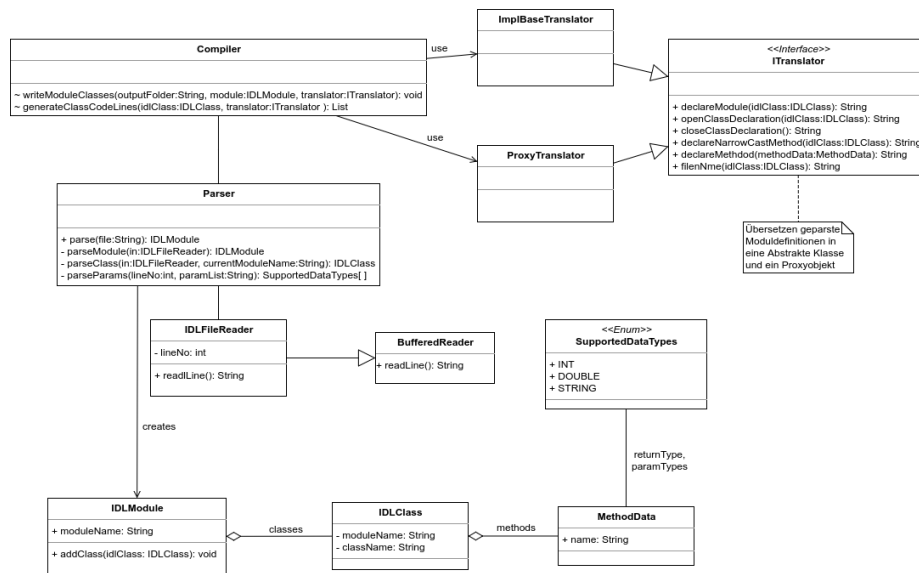 ImplBaseTranslator
Compiler
use
<<Interface>>
ITranslator
~ writeModuleClasses(outputFolder:String, module:IDLModule, translator:ITranslator): void
~ generateClassCodeLines(idlClass:IDLClass, translator:ITranslator ): List
+ declareModule(idlClass:IDLClass): String
+ openClassDeclaration(idlClass:IDLClass): String
+ closeClassDeclaration(): String
+ declareNarrowCastMethod(idlClass:IDLClass): String
+ declareMethdod(methodData:MethodData): String
+ filenNme(idlClass:IDLClass): String
use
ProxyTranslator
Parser
+ parse(file:String): IDLModule
- parseModule(in:IDLFileReader): IDLModule
- parseClass(in:IDLFileReader, currentModuleName:String): IDLClass
- parseParams(lineNo:int, paramList:String): SupportedDataTypes[ ]
Übersetzen geparste
Moduldefinitionen in
eine Abstrakte Klasse
und ein Proxyobjekt
IDLFileReader
- lineNo: int
+ readlLine(): String
BufferedReader
+ readLine(): String
<<Enum>>
SupportedDataTypes
+ INT
+ DOUBLE
+ STRING
creates
returnType,
paramTypes
IDLModule
+ moduleName: String
+ addClass(idlClass: IDLClass): void
classes
IDLClass
- moduleName: String
- className: String
methods
MethodData
+ name: String